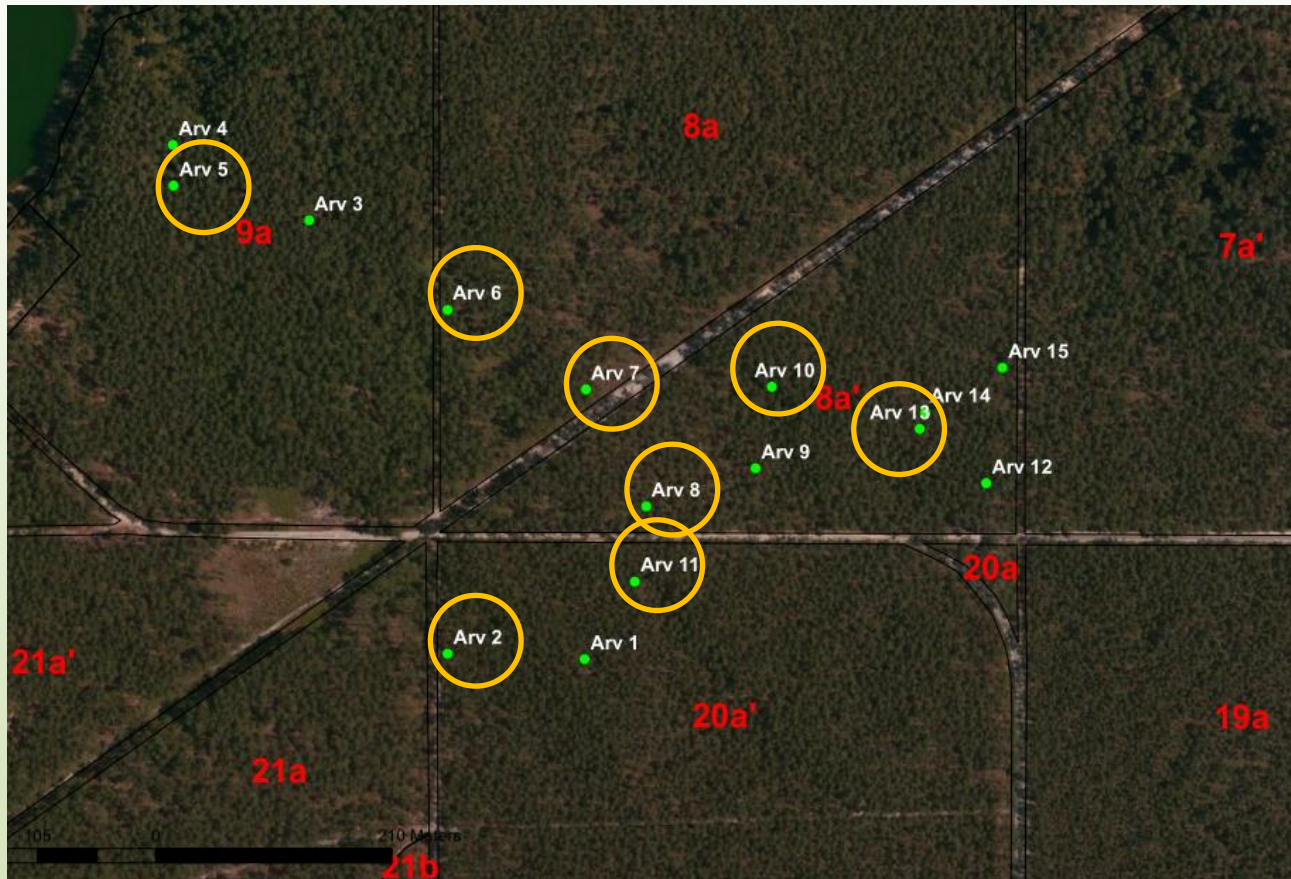 8a
Arv 4
Arv 5
Arv 3
9a
7a'
Arv 6
Arv 15
Arv 7
Arv 10
8a'
Arv 14
Arv 13
Arv 9
Arv 12
Arv 8
Arv 11
20a
Arv 2
Arv 1
21a'
20a'
19a
21a
105 0 210 Meters
21b